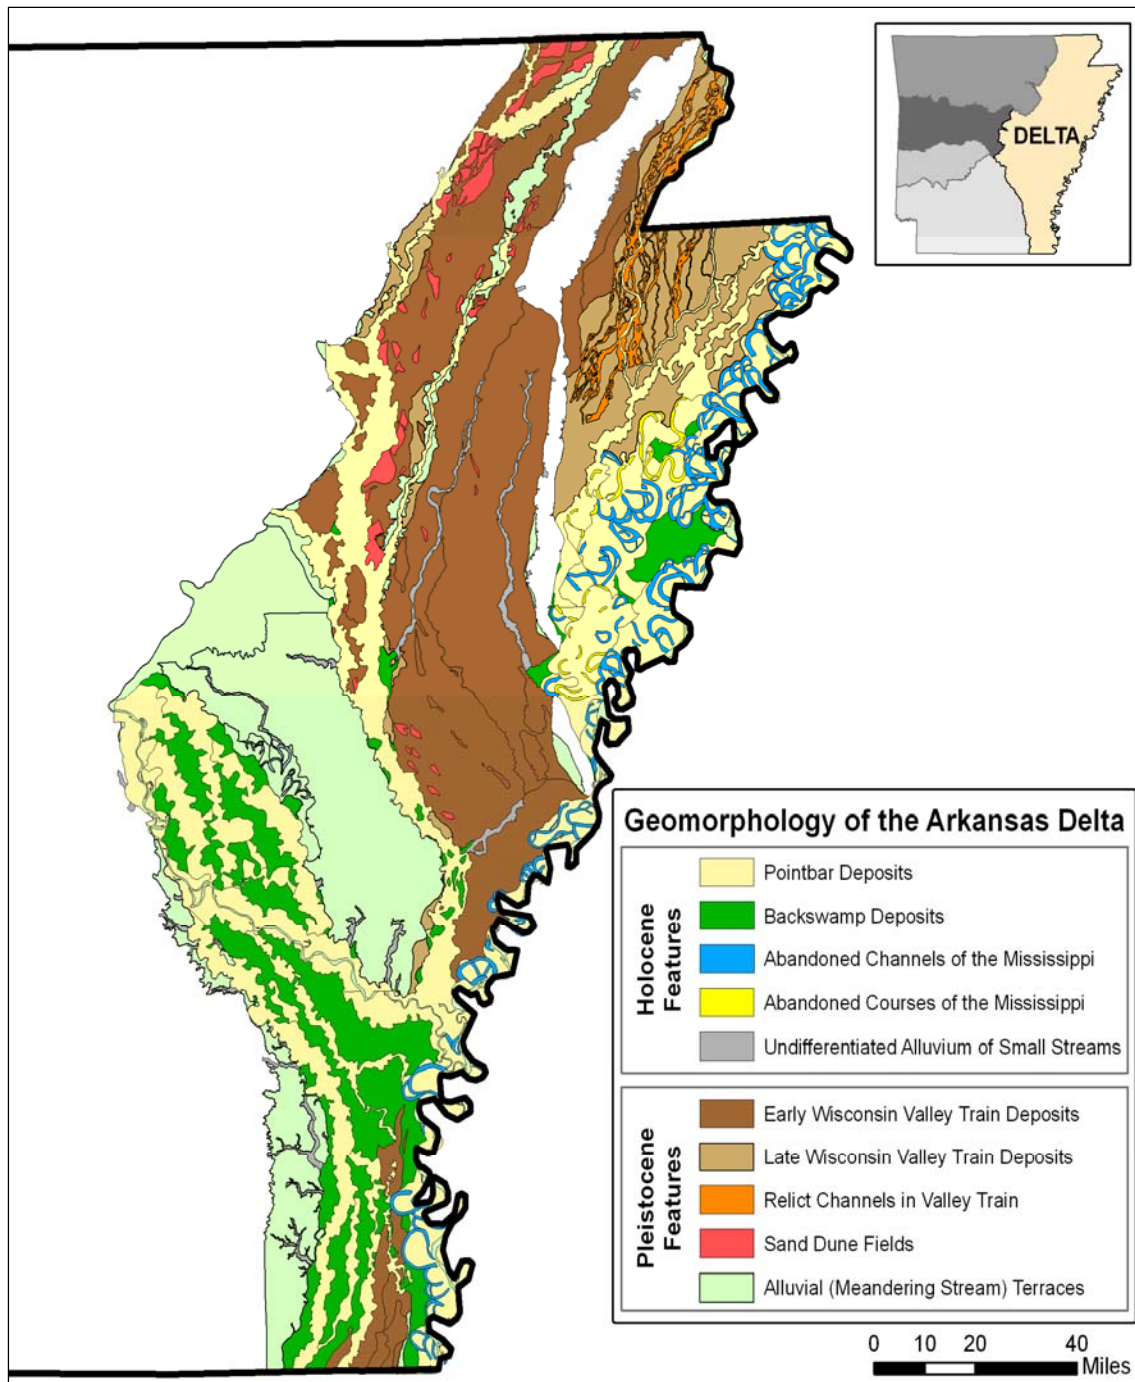 DELTA
Geomorphology of the Arkansas Delta
Holocene
Features
Pointbar Deposits
Backswamp Deposits
Abandoned Channels of the Mississippi
Abandoned Courses of the Mississippi
Undifferentiated Alluvium of Small Streams
Pleistocene
Features
Early Wisconsin Valley Train Deposits
Late Wisconsin Valley Train Deposits
Relict Channels in Valley Train
Sand Dune Fields
Alluvial (Meandering Stream) Terraces
0 10 20 40
Miles